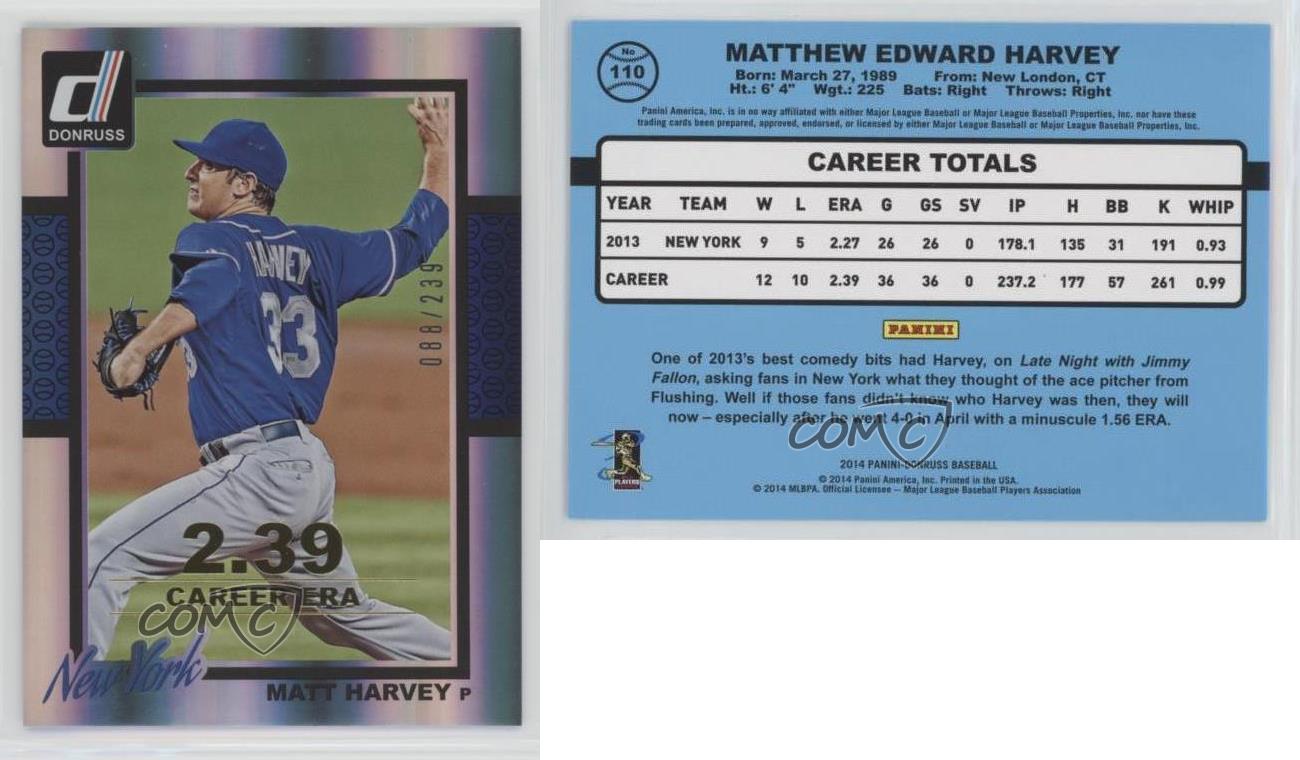 DONRUSS
HARVEY
33
088/239
2.39
CAREER ERA
COMC
New York
MATT HARVEY P
No
110
MATTHEW EDWARD HARVEY
Born: March 27, 1989 From: New London, CT
Ht.: 6' 4" Wgt.: 225 Bats: Right Throws: Right
Panini America, Inc. is in no way affiliated with either Major League Baseball or Major League Baseball Properties, Inc. nor have these
trading cards been prepared, approved, endorsed, or licensed by either Major League Baseball or Major League Baseball Properties, Inc.
CAREER TOTALS
YEAR TEAM W L ERA G GS SV IP H BB K WHIP
2013 NEW YORK 9 5 2.27 26 26 0 178.1 135 31 191 0.93
CAREER 12 10 2.39 36 36 0 237.2 177 57 261 0.99
PANINI
One of 2013's best comedy bits had Harvey, on Late Night with Jimmy
Fallon, asking fans in New York what they thought of the ace pitcher from
Flushing. Well if those fans didn't know who Harvey was then, they will
now – especially after he went 4-0 in April with a minuscule 1.56 ERA.
COMC
PLAYERS
2014 PANINI-DONRUSS BASEBALL
© 2014 Panini America, Inc. Printed in the USA.
© 2014 MLBPA. Official Licensee – Major League Baseball Players Association